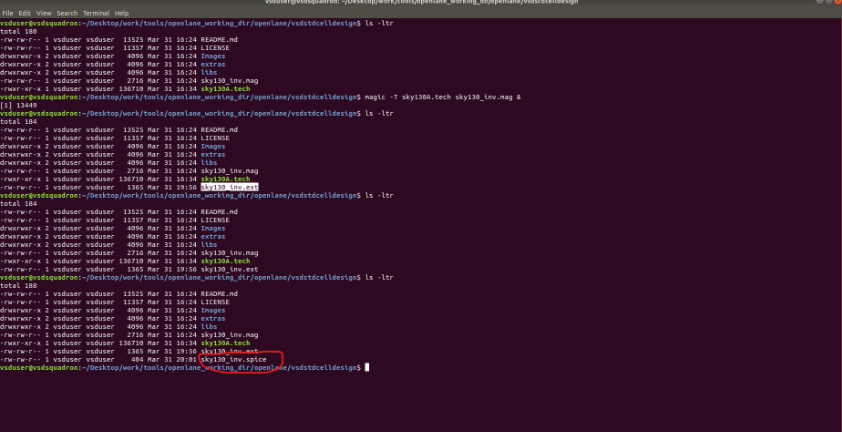 vsduser@vsdsquadron: ~/Desktop/work/tools/openlane_working_dir/openlane/vsdstdcelldesign
File Edit View Search Terminal Help
vsduser@vsdsquadron:~/Desktop/work/tools/openlane_working_dir/openlane/vsdstdcelldesign$ ls -ltr
total 180
-rw-rw-r-- 1 vsduser vsduser 13525 Mar 31 16:24 README.md
-rw-rw-r-- 1 vsduser vsduser 11357 Mar 31 16:24 LICENSE
drwxrwxr-x 2 vsduser vsduser 4096 Mar 31 16:24 Images
drwxrwxr-x 2 vsduser vsduser 4096 Mar 31 16:24 extras
drwxrwxr-x 2 vsduser vsduser 4096 Mar 31 16:24 libs
-rw-rw-r-- 1 vsduser vsduser 2716 Mar 31 16:24 sky130_inv.mag
-rwxr-xr-x 1 vsduser vsduser 136710 Mar 31 16:34 sky130A.tech
vsduser@vsdsquadron:~/Desktop/work/tools/openlane_working_dir/openlane/vsdstdcelldesign$ magic -T sky130A.tech sky130_inv.mag &
[1] 13449
vsduser@vsdsquadron:~/Desktop/work/tools/openlane_working_dir/openlane/vsdstdcelldesign$ ls -ltr
total 184
-rw-rw-r-- 1 vsduser vsduser 13525 Mar 31 16:24 README.md
-rw-rw-r-- 1 vsduser vsduser 11357 Mar 31 16:24 LICENSE
drwxrwxr-x 2 vsduser vsduser 4096 Mar 31 16:24 Images
drwxrwxr-x 2 vsduser vsduser 4096 Mar 31 16:24 extras
drwxrwxr-x 2 vsduser vsduser 4096 Mar 31 16:24 libs
-rw-rw-r-- 1 vsduser vsduser 2716 Mar 31 16:24 sky130_inv.mag
-rwxr-xr-x 1 vsduser vsduser 136710 Mar 31 16:34 sky130A.tech
-rw-rw-r-- 1 vsduser vsduser 1365 Mar 31 19:56 sky130_inv.ext
vsduser@vsdsquadron:~/Desktop/work/tools/openlane_working_dir/openlane/vsdstdcelldesign$ ls -ltr
total 184
-rw-rw-r-- 1 vsduser vsduser 13525 Mar 31 16:24 README.md
-rw-rw-r-- 1 vsduser vsduser 11357 Mar 31 16:24 LICENSE
drwxrwxr-x 2 vsduser vsduser 4096 Mar 31 16:24 Images
drwxrwxr-x 2 vsduser vsduser 4096 Mar 31 16:24 extras
drwxrwxr-x 2 vsduser vsduser 4096 Mar 31 16:24 libs
-rw-rw-r-- 1 vsduser vsduser 2716 Mar 31 16:24 sky130_inv.mag
-rwxr-xr-x 1 vsduser vsduser 136710 Mar 31 16:34 sky130A.tech
-rw-rw-r-- 1 vsduser vsduser 1365 Mar 31 19:56 sky130_inv.ext
vsduser@vsdsquadron:~/Desktop/work/tools/openlane_working_dir/openlane/vsdstdcelldesign$ ls -ltr
total 188
-rw-rw-r-- 1 vsduser vsduser 13525 Mar 31 16:24 README.md
-rw-rw-r-- 1 vsduser vsduser 11357 Mar 31 16:24 LICENSE
drwxrwxr-x 2 vsduser vsduser 4096 Mar 31 16:24 Images
drwxrwxr-x 2 vsduser vsduser 4096 Mar 31 16:24 extras
drwxrwxr-x 2 vsduser vsduser 4096 Mar 31 16:24 libs
-rw-rw-r-- 1 vsduser vsduser 2716 Mar 31 16:24 sky130_inv.mag
-rwxr-xr-x 1 vsduser vsduser 136710 Mar 31 16:34 sky130A.tech
-rw-rw-r-- 1 vsduser vsduser 1365 Mar 31 19:56 sky130_inv.ext
-rw-rw-r-- 1 vsduser vsduser 404 Mar 31 20:01 sky130_inv.spice
vsduser@vsdsquadron:~/Desktop/work/tools/openlane_working_dir/openlane/vsdstdcelldesign$